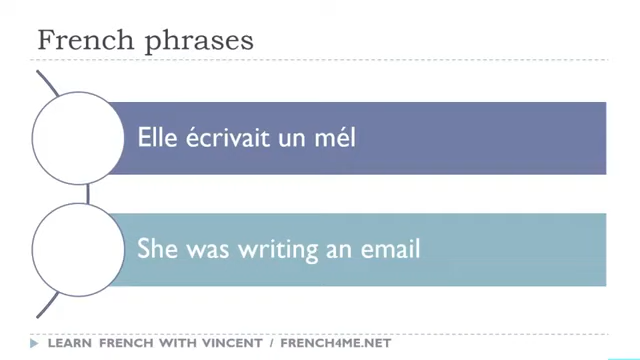 French phrases
Elle écrivait un mél
She was writing an email
LEARN FRENCH WITH VINCENT / FRENCH4ME.NET